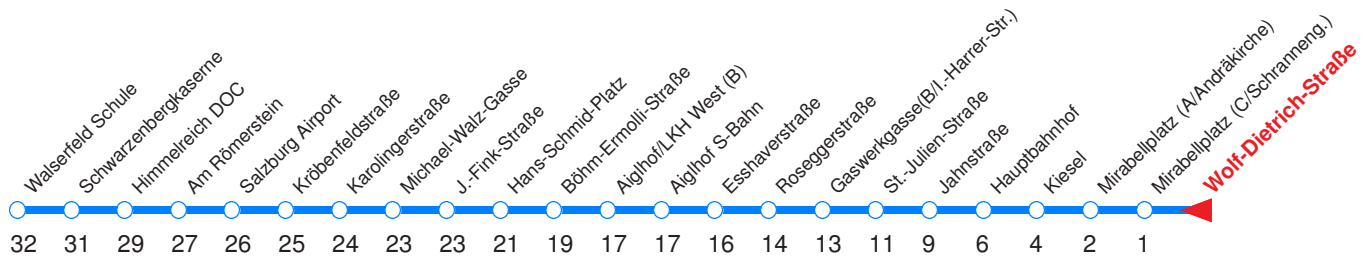 Walserfeld Schule
Schwarzenbergkaserne
Himmelreich DOC
Am Römerstein
Salzburg Airport
Kröbenfeldstraße
Karolingerstraße
Michael-Walz-Gasse
J.-Fink-Straße
Hans-Schmid-Platz
Böhm-Ermolli-Straße
Aiglhof/LKH West (B)
Aiglhof S-Bahn
Esshaverstraße
Roseggerstraße
Gaswerkgasse(B/I.-Harrer-Str.)
St.-Julien-Straße
Jahnstraße
Hauptbahnhof
Kiesel
Mirabellplatz (A/Andräkirche)
Mirabellplatz (C/Schranneng.)
Wolf-Dietrich-Straße
32 31 29 27 26 25 24 23 23 21 19 17 17 16 14 13 11 9 6 4 2 1